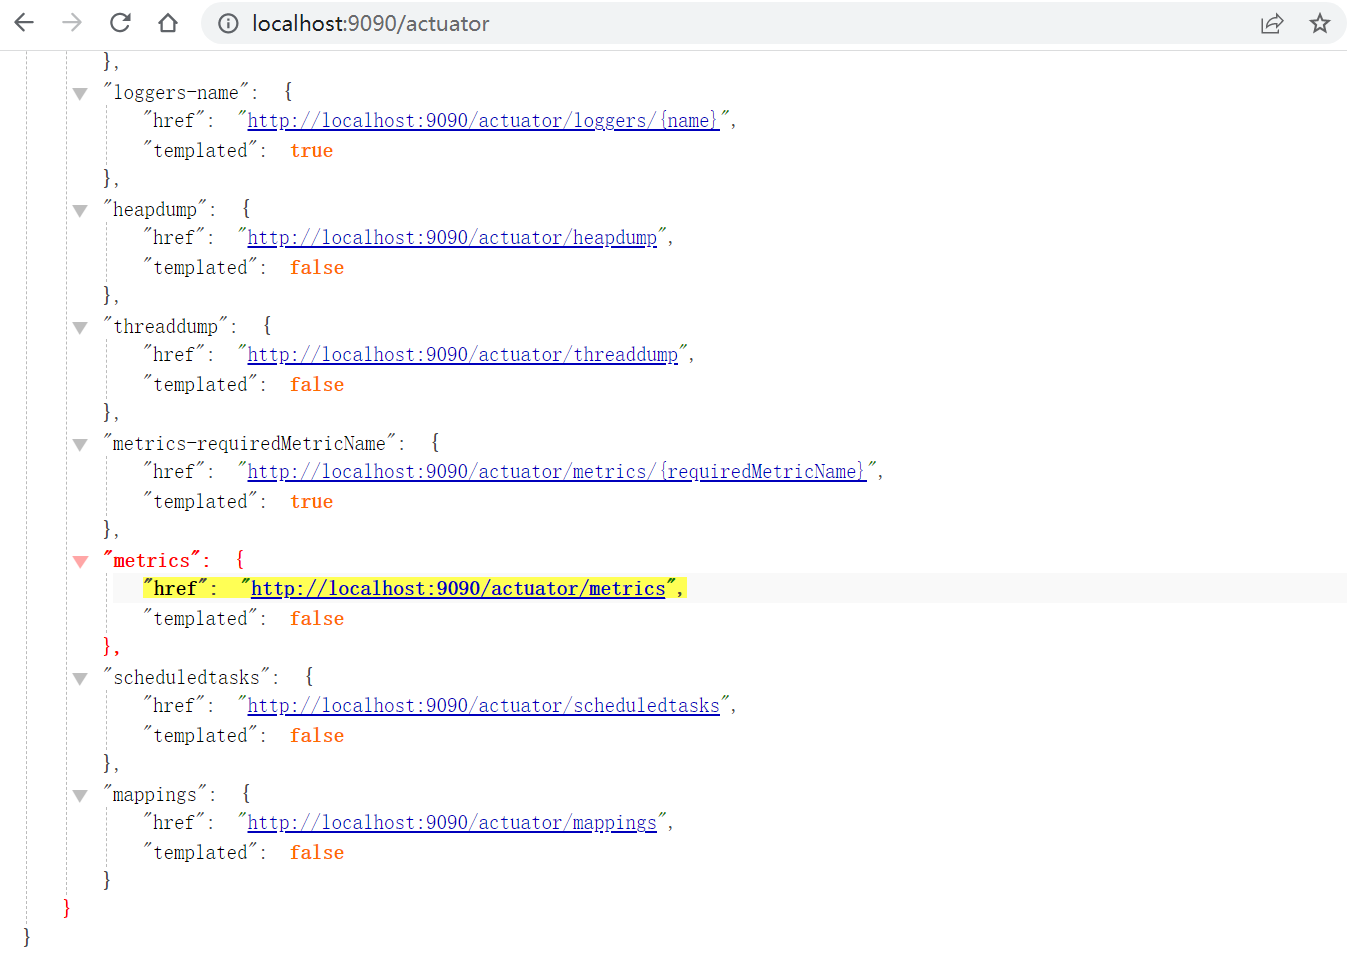 localhost:9090/actuator
},
"loggers-name": {
"href": "http://localhost:9090/actuator/loggers/{name}",
"templated": true
},
"heapdump": {
"href": "http://localhost:9090/actuator/heapdump",
"templated": false
},
"threaddump": {
"href": "http://localhost:9090/actuator/threaddump",
"templated": false
},
"metrics-requiredMetricName": {
"href": "http://localhost:9090/actuator/metrics/{requiredMetricName}",
"templated": true
},
"metrics": {
"href": "http://localhost:9090/actuator/metrics",
"templated": false
},
"scheduledtasks": {
"href": "http://localhost:9090/actuator/scheduledtasks",
"templated": false
},
"mappings": {
"href": "http://localhost:9090/actuator/mappings",
"templated": false
}
}
}